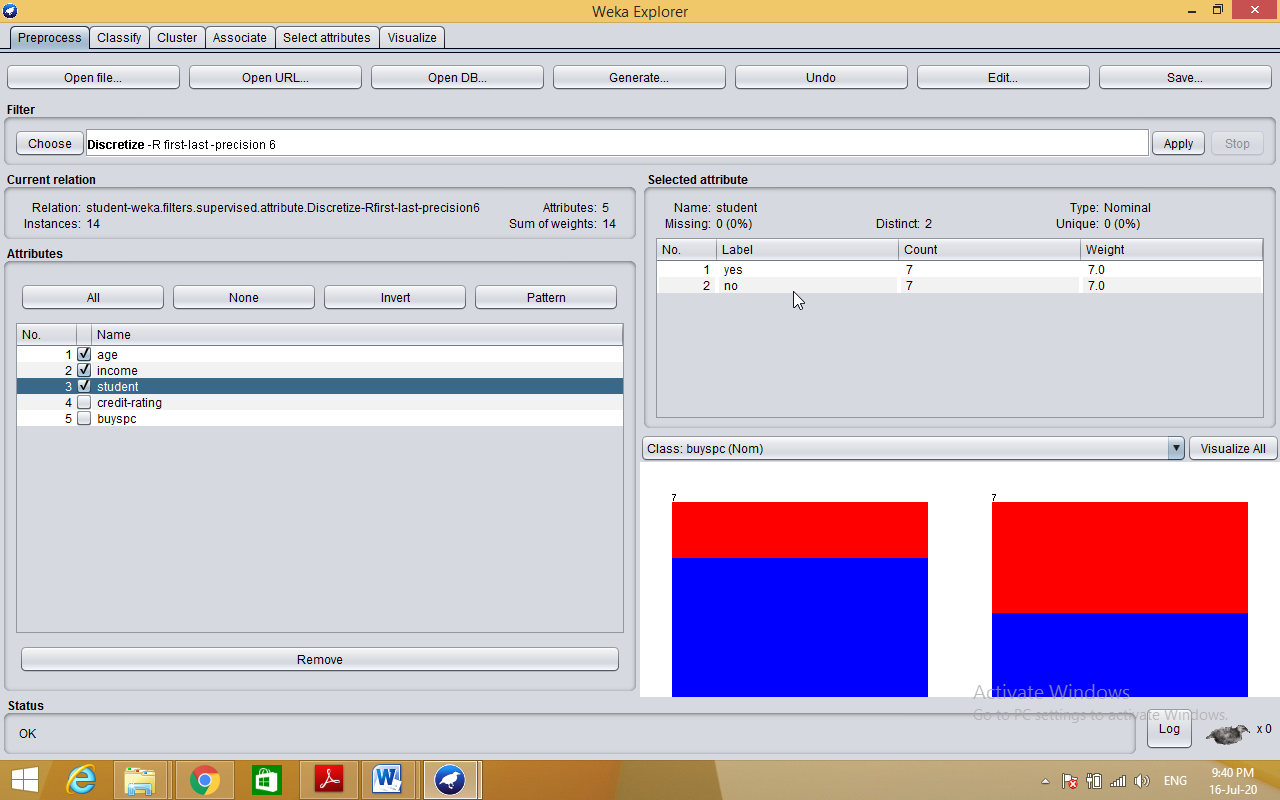 Weka Explorer
Preprocess Classify Cluster Associate Select attributes Visualize
Open file... Open URL... Open DB... Generate... Undo Edit... Save...
Filter
Choose Discretize -R first-last -precision 6 Apply Stop
Current relation
Relation: student-weka.filters.supervised.attribute.Discretize-Rfirst-last-precision6 Attributes: 5
Instances: 14 Sum of weights: 14
Attributes
All None Invert Pattern
No. Name
1 age
2 income
3 student
4 credit-rating
5 buyspc
Remove
Selected attribute
Name: student Type: Nominal
Missing: 0 (0%) Distinct: 2 Unique: 0 (0%)
No. Label Count Weight
1 yes 7 7.0
2 no 7 7.0
Class: buyspc (Nom) Visualize All
7 7
Activate Windows
Go to PC settings to activate Windows.
Status
OK
Log x 0
ENG
9:40 PM
16-Jul-20